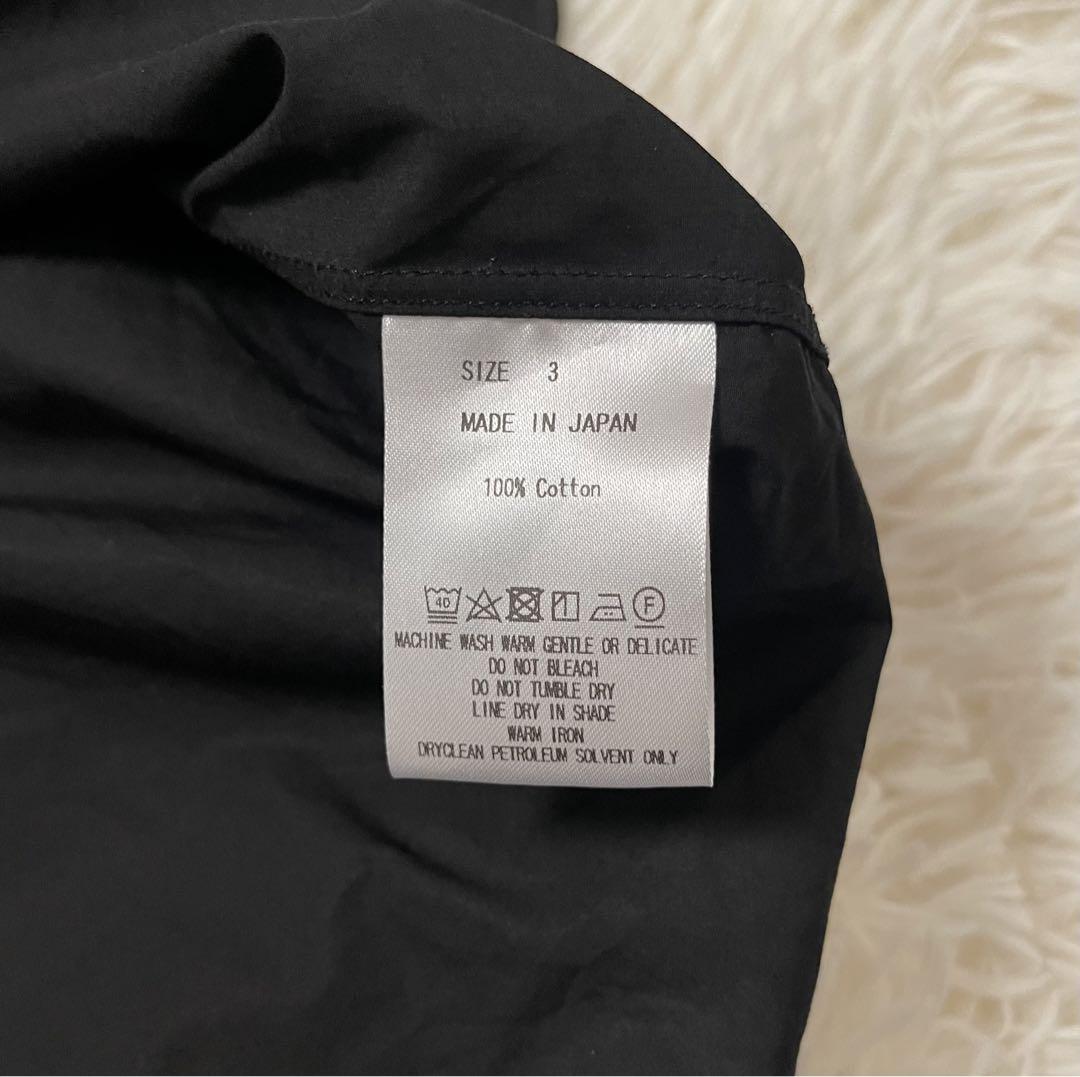 SIZE 3
MADE IN JAPAN
100% Cotton
40 F
MACHINE WASH WARM GENTLE OR DELICATE
DO NOT BLEACH
DO NOT TUMBLE DRY
LINE DRY IN SHADE
WARM IRON
DRYCLEAN PETROLEUM SOLVENT ONLY